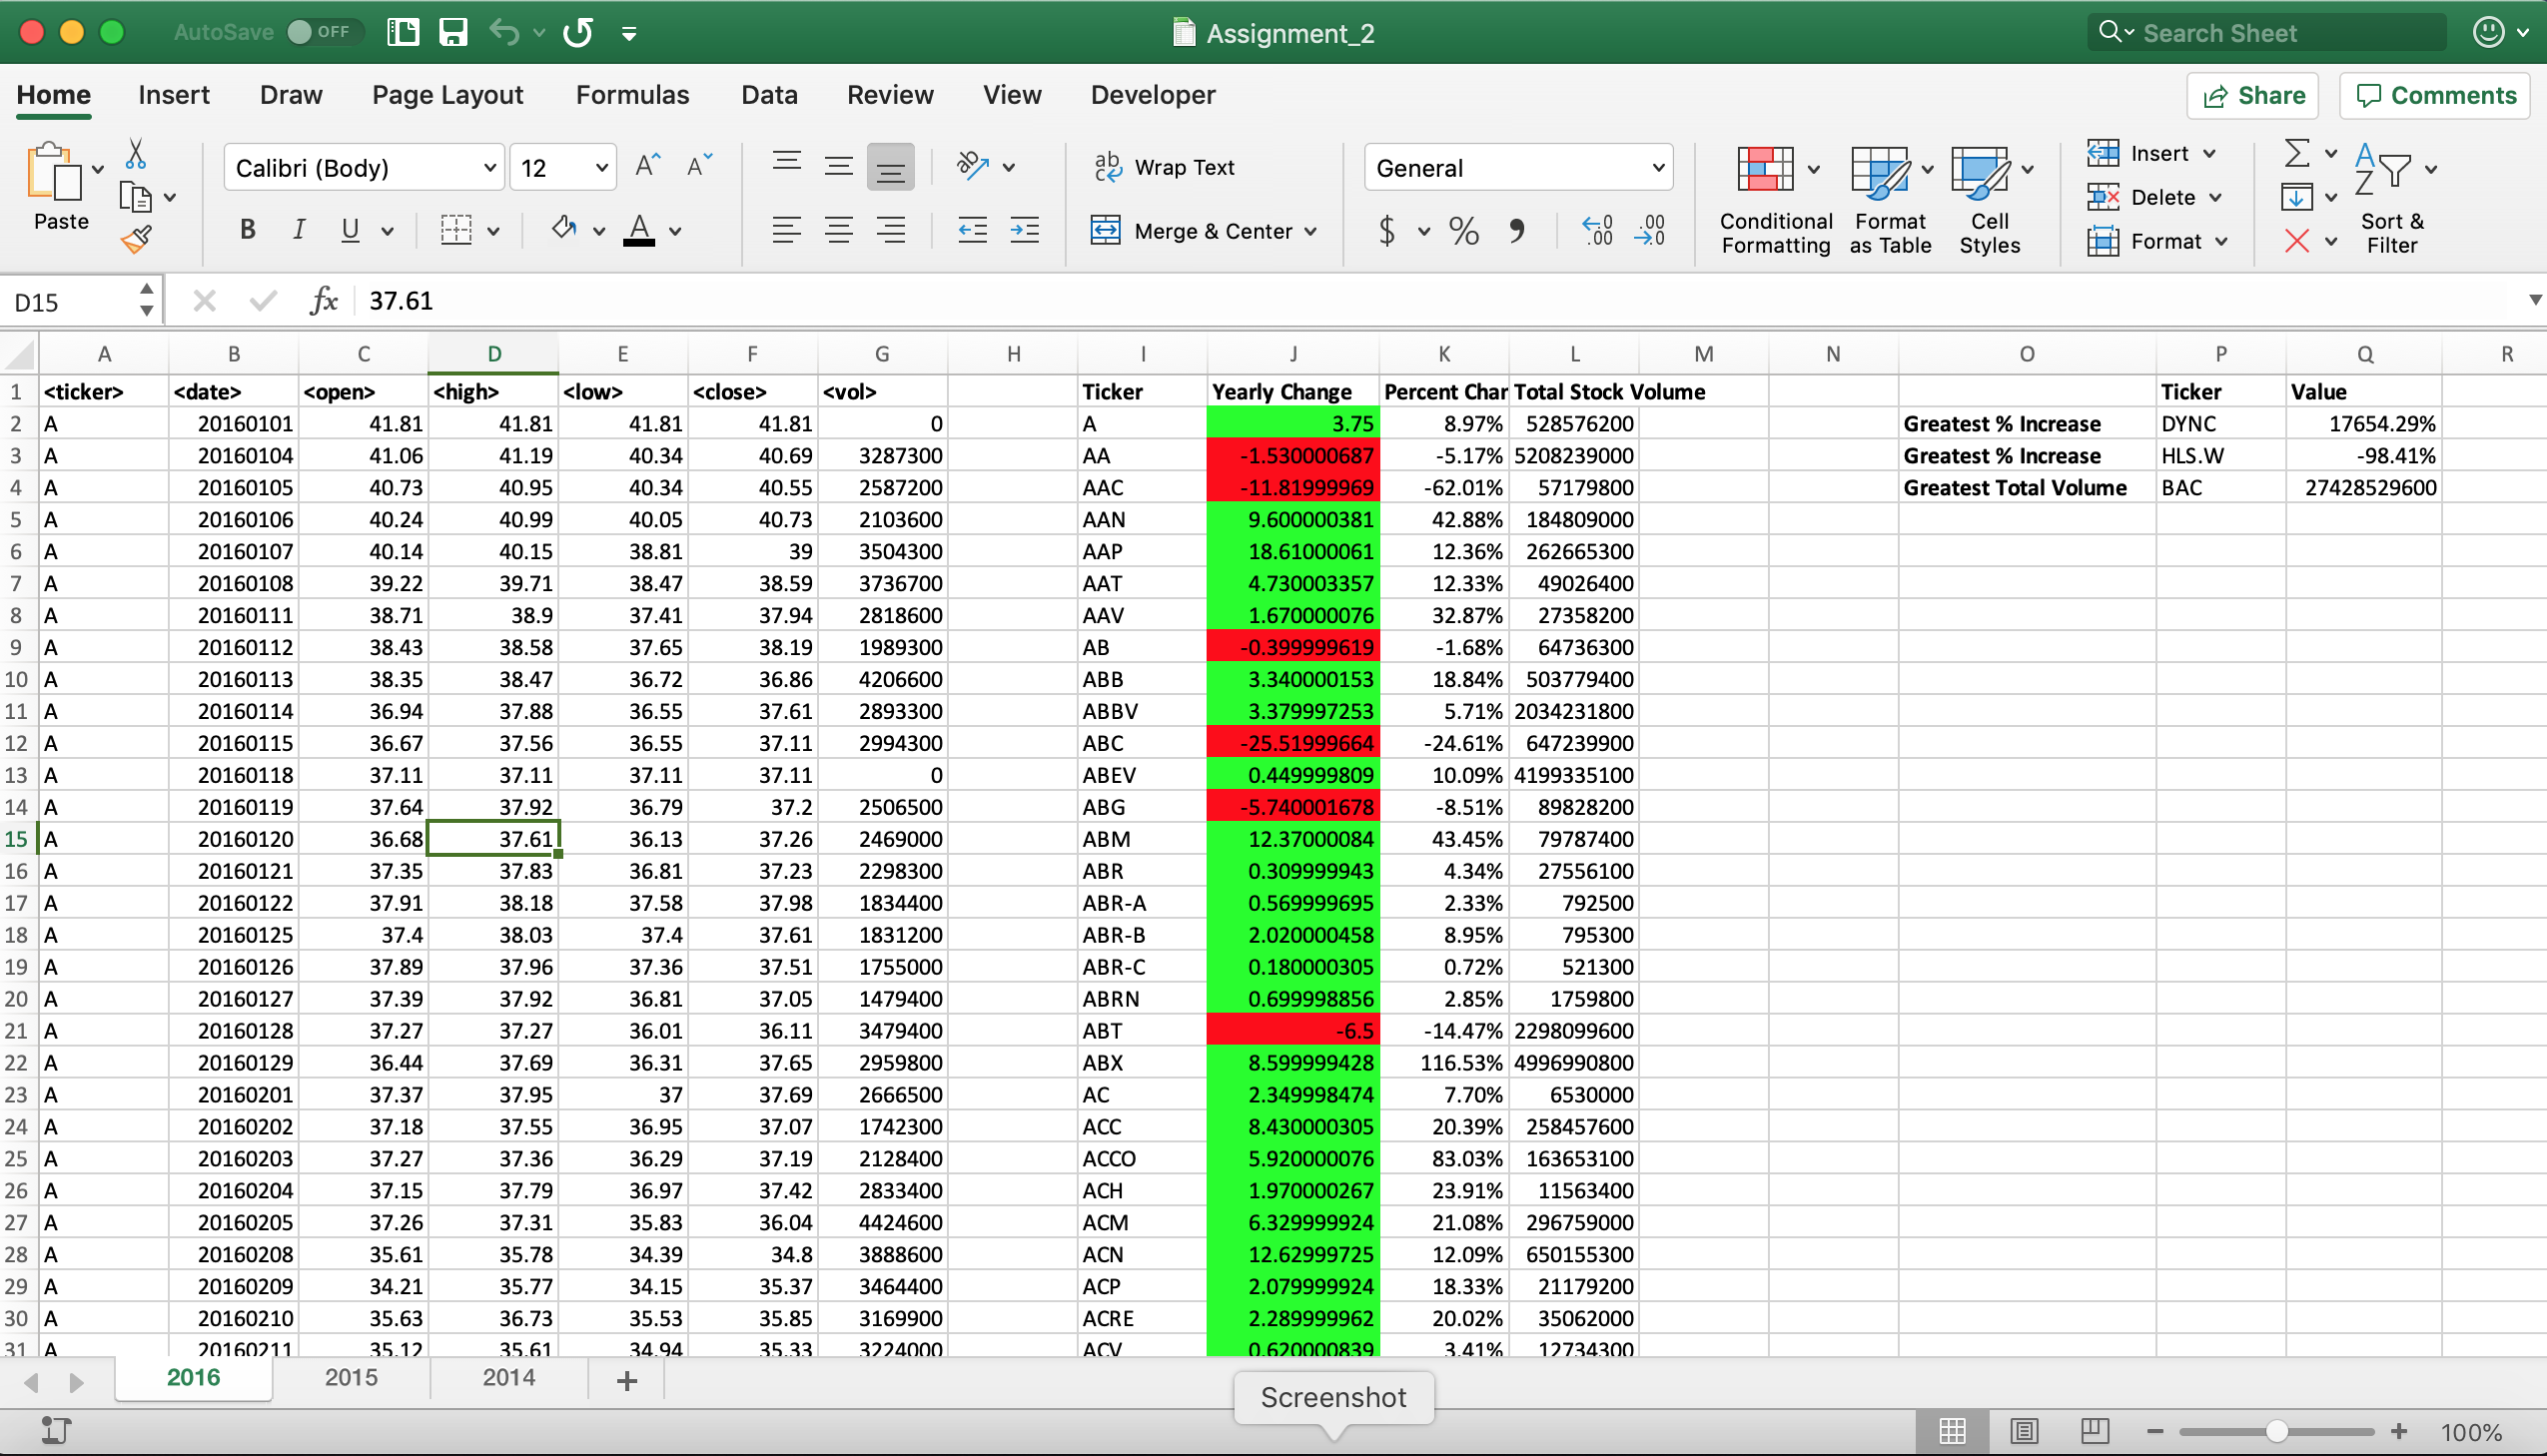 AutoSave OFF Assignment_2 Search Sheet
Home Insert Draw Page Layout Formulas Data Review View Developer Share Comments
Paste Calibri (Body) 12 Wrap Text General Conditional Formatting Format as Table Cell Styles Insert Sort & Filter
B I U A Merge & Center $ % Delete
Format
D15 fx 37.61
A B C D E F G H I J K L M N O P Q R
1 <ticker> <date> <open> <high> <low> <close> <vol> Ticker Yearly Change Percent Char Total Stock Volume Ticker Value
2 A 20160101 41.81 41.81 41.81 41.81 0 A 3.75 8.97% 528576200 Greatest % Increase DYNC 17654.29%
3 A 20160104 41.06 41.19 40.34 40.69 3287300 AA -1.530000687 -5.17% 5208239000 Greatest % Increase HLS.W -98.41%
4 A 20160105 40.73 40.95 40.34 40.55 2587200 AAC -11.81999969 -62.01% 57179800 Greatest Total Volume BAC 27428529600
5 A 20160106 40.24 40.99 40.05 40.73 2103600 AAN 9.600000381 42.88% 184809000
6 A 20160107 40.14 40.15 38.81 39 3504300 AAP 18.61000061 12.36% 262665300
7 A 20160108 39.22 39.71 38.47 38.59 3736700 AAT 4.730003357 12.33% 49026400
8 A 20160111 38.71 38.9 37.41 37.94 2818600 AAV 1.670000076 32.87% 27358200
9 A 20160112 38.43 38.58 37.65 38.19 1989300 AB -0.399999619 -1.68% 64736300
10 A 20160113 38.35 38.47 36.72 36.86 4206600 ABB 3.340000153 18.84% 503779400
11 A 20160114 36.94 37.88 36.55 37.61 2893300 ABBV 3.379997253 5.71% 2034231800
12 A 20160115 36.67 37.56 36.55 37.11 2994300 ABC -25.51999664 -24.61% 647239900
13 A 20160118 37.11 37.11 37.11 37.11 0 ABEV 0.449999809 10.09% 4199335100
14 A 20160119 37.64 37.92 36.79 37.2 2506500 ABG -5.740001678 -8.51% 89828200
15 A 20160120 36.68 37.61 36.13 37.26 2469000 ABM 12.37000084 43.45% 79787400
16 A 20160121 37.35 37.83 36.81 37.23 2298300 ABR 0.309999943 4.34% 27556100
17 A 20160122 37.91 38.18 37.58 37.98 1834400 ABR-A 0.569999695 2.33% 792500
18 A 20160125 37.4 38.03 37.4 37.61 1831200 ABR-B 2.020000458 8.95% 795300
19 A 20160126 37.89 37.96 37.36 37.51 1755000 ABR-C 0.180000305 0.72% 521300
20 A 20160127 37.39 37.92 36.81 37.05 1479400 ABRN 0.699998856 2.85% 1759800
21 A 20160128 37.27 37.27 36.01 36.11 3479400 ABT -6.5 -14.47% 2298099600
22 A 20160129 36.44 37.69 36.31 37.65 2959800 ABX 8.599999428 116.53% 4996990800
23 A 20160201 37.37 37.95 37 37.69 2666500 AC 2.349998474 7.70% 6530000
24 A 20160202 37.18 37.55 36.95 37.07 1742300 ACC 8.430000305 20.39% 258457600
25 A 20160203 37.27 37.36 36.29 37.19 2128400 ACCO 5.920000076 83.03% 163653100
26 A 20160204 37.15 37.79 36.97 37.42 2833400 ACH 1.970000267 23.91% 11563400
27 A 20160205 37.26 37.31 35.83 36.04 4424600 ACM 6.329999924 21.08% 296759000
28 A 20160208 35.61 35.78 34.39 34.8 3888600 ACN 12.62999725 12.09% 650155300
29 A 20160209 34.21 35.77 34.15 35.37 3464400 ACP 2.079999924 18.33% 21179200
30 A 20160210 35.63 36.73 35.53 35.85 3169900 ACRE 2.289999962 20.02% 35062000
31 A 20160211 35.12 35.61 34.94 35.33 3224000 ACV 0.620000839 3.41% 12734300
2016 2015 2014 +
Screenshot
100%